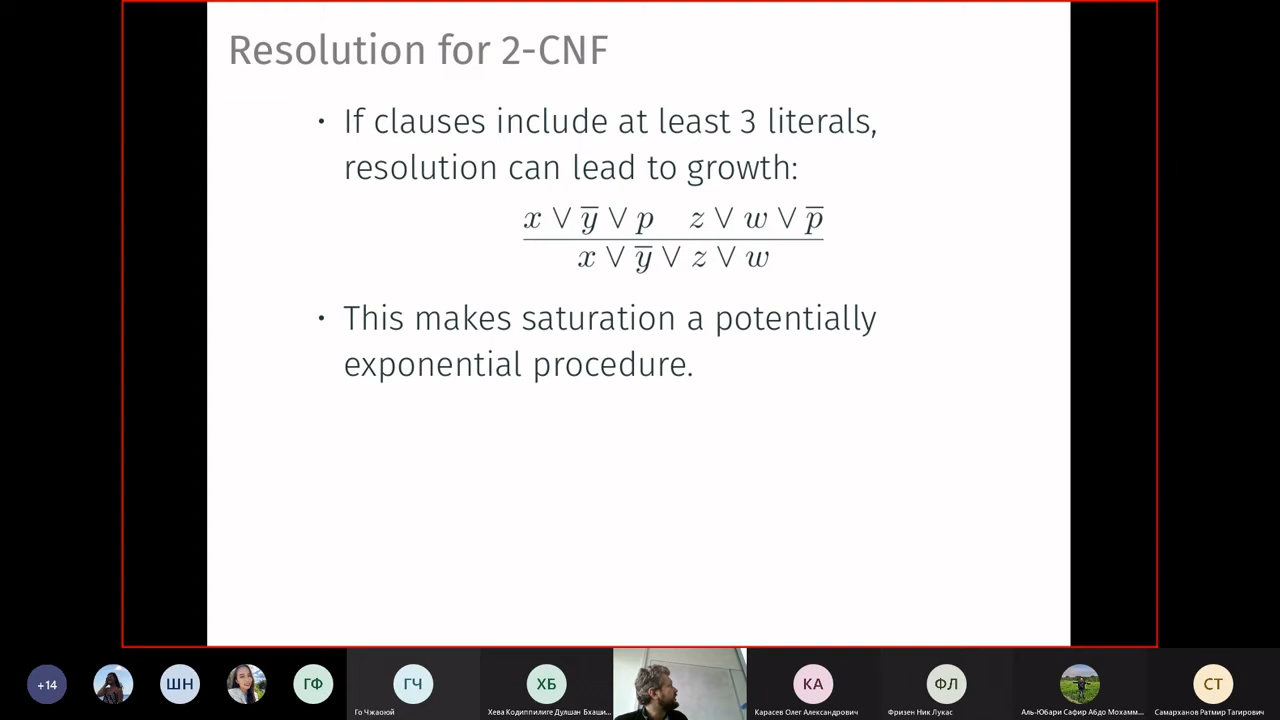 Resolution for 2-CNF
• If clauses include at least 3 literals,
resolution can lead to growth:
x ∨ y̅ ∨ p    z ∨ w ∨ p̅
x ∨ y̅ ∨ z ∨ w
• This makes saturation a potentially
exponential procedure.
+14
ШН
ГФ
ГЧ
ХБ
КА
ФЛ
СТ
Го Чжаоюй
Хева Кодиппилиге Дулшан Бхаши...
Карасев Олег Александрович
Фризен Ник Лукас
Аль-Юбари Сафир Абдо Мохамм...
Самарханов Ратмир Тагирович